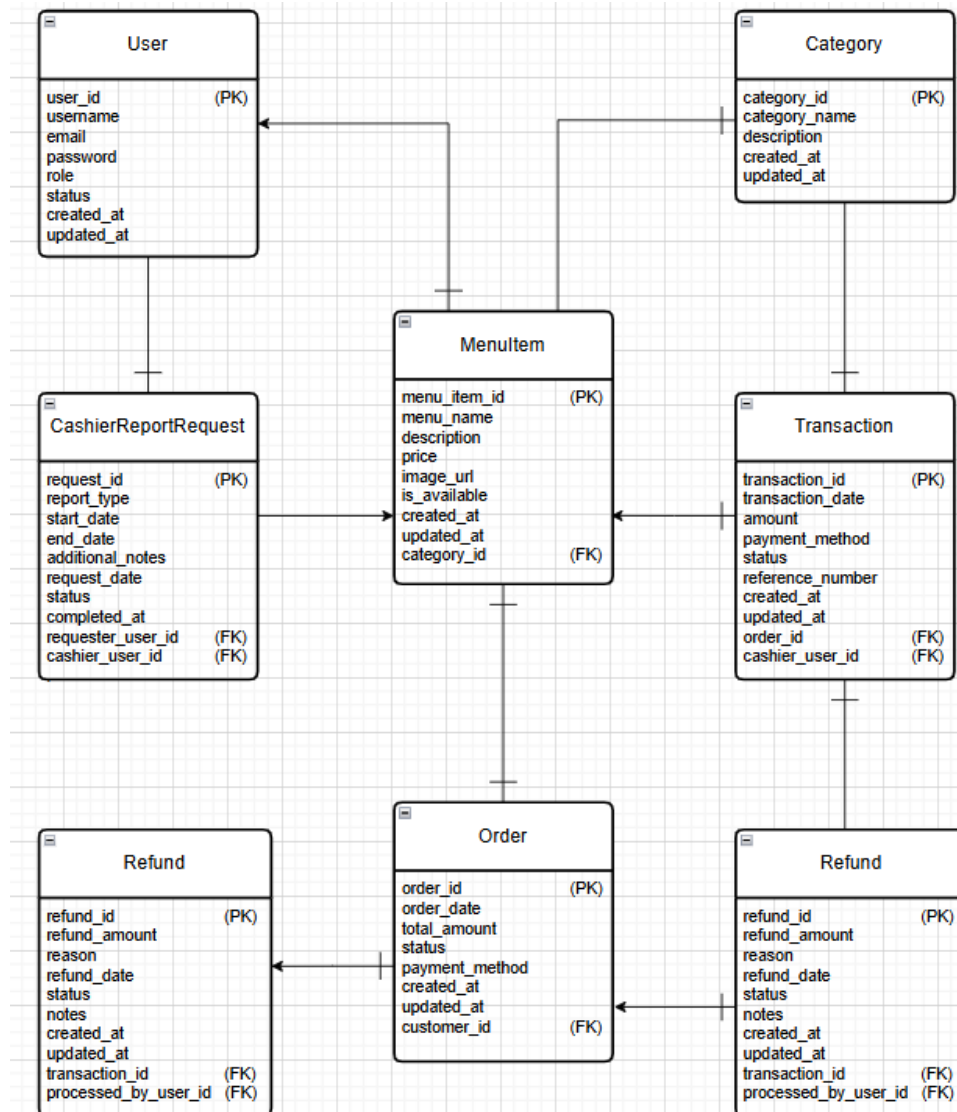 User
user_id (PK)
username
email
password
role
status
created_at
updated_at
Category
category_id (PK)
category_name
description
created_at
updated_at
MenuItem
menu_item_id (PK)
menu_name
description
price
image_url
is_available
created_at
updated_at
category_id (FK)
CashierReportRequest
request_id (PK)
report_type
start_date
end_date
additional_notes
request_date
status
completed_at
requester_user_id (FK)
cashier_user_id (FK)
Transaction
transaction_id (PK)
transaction_date
amount
payment_method
status
reference_number
created_at
updated_at
order_id (FK)
cashier_user_id (FK)
Refund
refund_id (PK)
refund_amount
reason
refund_date
status
notes
created_at
updated_at
transaction_id (FK)
processed_by_user_id (FK)
Order
order_id (PK)
order_date
total_amount
status
payment_method
created_at
updated_at
customer_id (FK)
Refund
refund_id (PK)
refund_amount
reason
refund_date
status
notes
created_at
updated_at
transaction_id (FK)
processed_by_user_id (FK)